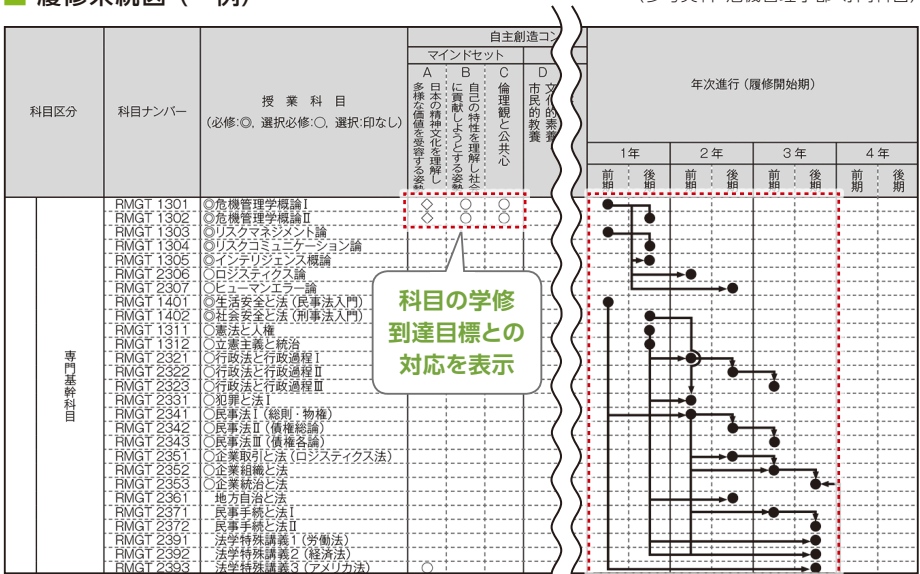 ■ 履修系統図（一例）
（参考資料：危機管理学部 専門科目）
自主創造コン
マインドセット
科目区分
科目ナンバー
授 業 科 目
（必修:◎, 選択必修:○, 選択:印なし）
A
日本の精神文化を理解し
多様な価値を受容する姿勢
B
自己の特性を理解し社会
に貢献しようとする姿勢
C
倫理観と公共心
D
文化的素養
市民的教養
年次進行（履修開始期）
1年 2年 3年 4年
前期 後期 前期 後期 前期 後期 前期 後期
専門基幹科目
RMGT 1301 ◎危機管理学概論Ⅰ ◇ ○ ○
RMGT 1302 ◎危機管理学概論Ⅱ ◇ ○ ○
RMGT 1303 ◎リスクマネジメント論
RMGT 1304 ◎リスクコミュニケーション論
RMGT 1305 ◎インテリジェンス概論
RMGT 2306 ○ロジスティクス論
RMGT 2307 ○ヒューマンエラー論
RMGT 1401 ◎生活安全と法（民事法入門）
RMGT 1402 ◎社会安全と法（刑事法入門）
RMGT 1311 ○憲法と人権
RMGT 1312 ○立憲主義と統治
RMGT 2321 ○行政法と行政過程Ⅰ
RMGT 2322 ○行政法と行政過程Ⅱ
RMGT 2323 ○行政法と行政過程Ⅲ
RMGT 2331 ○犯罪と法Ⅰ
RMGT 2341 ○民事法Ⅰ（総則・物権）
RMGT 2342 ○民事法Ⅱ（債権総論）
RMGT 2343 ○民事法Ⅲ（債権各論）
RMGT 2351 ○企業取引と法（ロジスティクス法）
RMGT 2352 ○企業組織と法
RMGT 2353 ○企業統治と法
RMGT 2361 地方自治と法
RMGT 2371 民事手続と法Ⅰ
RMGT 2372 民事手続と法Ⅱ
RMGT 2391 法学特殊講義1（労働法）
RMGT 2392 法学特殊講義2（経済法）
RMGT 2393 法学特殊講義3（アメリカ法） ○
科目の学修
到達目標との
対応を表示